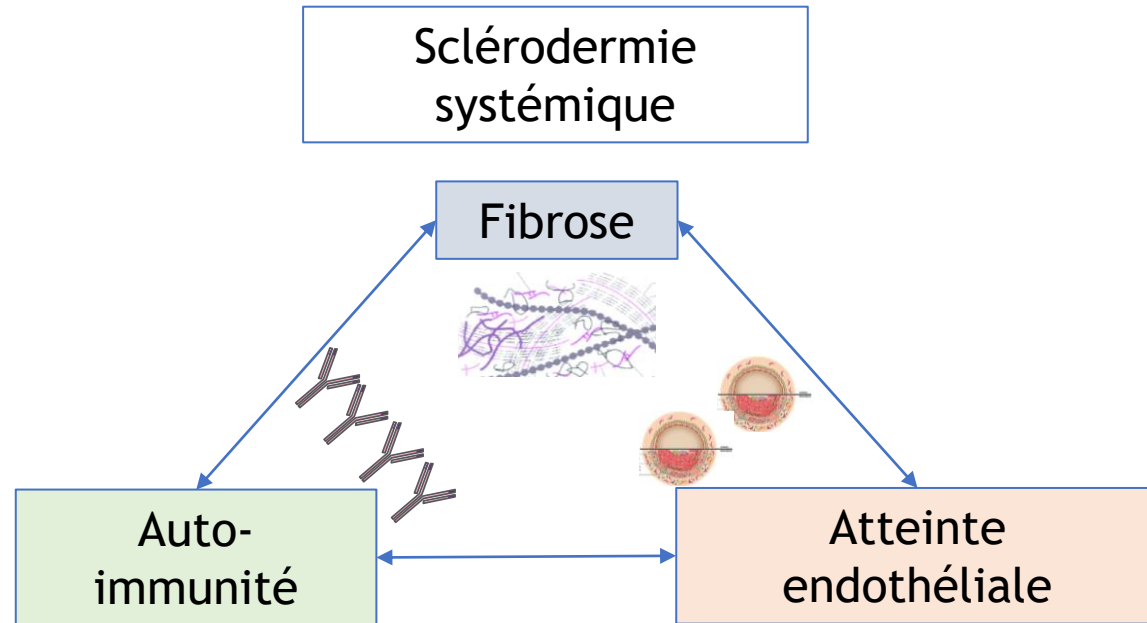 Sclérodermie
systémique
Fibrose
Auto-
immunité
Atteinte
endothéliale